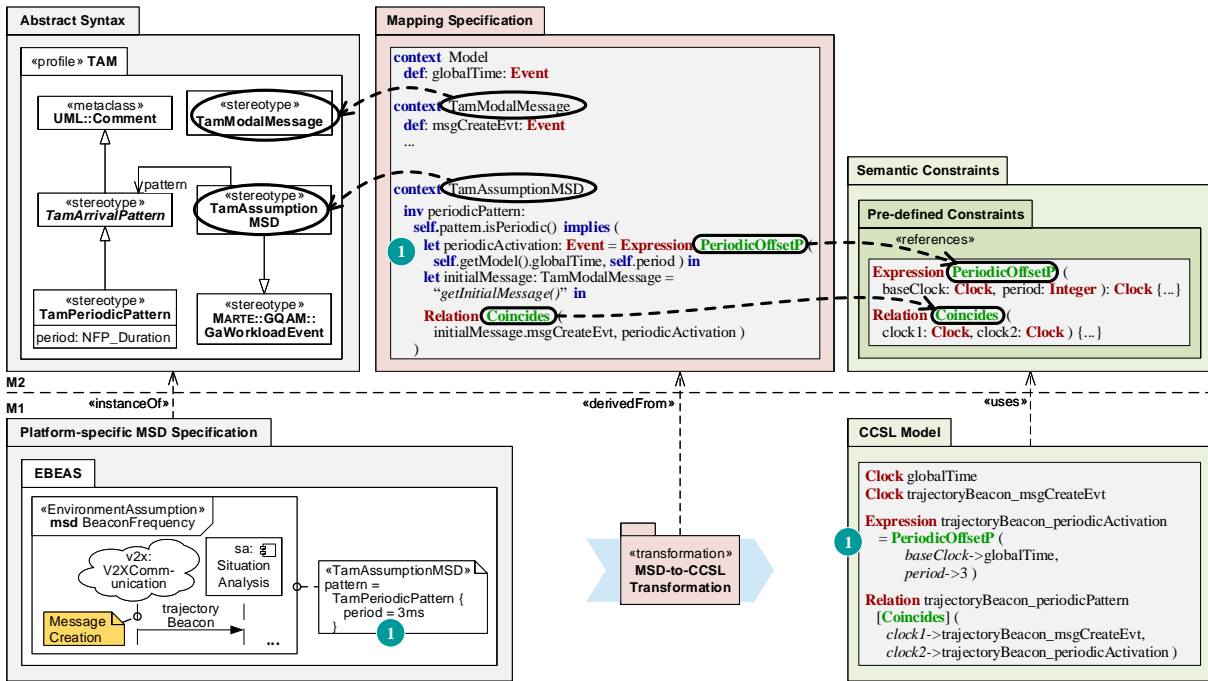 Abstract Syntax
«profile» TAM
«metaclass»
UML::Comment
«stereotype»
TamModalMessage
pattern
«stereotype»
TamArrivalPattern
«stereotype»
TamAssumption
MSD
«stereotype»
TamPeriodicPattern
period: NFP_Duration
«stereotype»
MARTE::GQAM::
GaWorkloadEvent
Mapping Specification
context Model
def: globalTime: Event
context TamModalMessage
def: msgCreateEvt: Event
...
context TamAssumptionMSD
inv periodicPattern:
self.pattern.isPeriodic() implies (
1
let periodicActivation: Event = Expression PeriodicOffsetP (
self.getModel().globalTime, self.period ) in
let initialMessage: TamModalMessage =
“getInitialMessage()” in
Relation Coincides (
initialMessage.msgCreateEvt, periodicActivation )
)
Semantic Constraints
Pre-defined Constraints
«references»
Expression PeriodicOffsetP (
baseClock: Clock, period: Integer ): Clock {...}
Relation Coincides (
clock1: Clock, clock2: Clock ) {...}
M2
M1
«instanceOf»
«derivedFrom»
«uses»
Platform-specific MSD Specification
EBEAS
«EnvironmentAssumption»
msd BeaconFrequency
v2x:
V2XComm-
unication
sa:
Situation
Analysis
Message
Creation
trajectory
Beacon
...
«TamAssumptionMSD»
pattern =
TamPeriodicPattern {
period = 3ms
}
1
«transformation»
MSD-to-CCSL
Transformation
CCSL Model
Clock globalTime
Clock trajectoryBeacon_msgCreateEvt
Expression trajectoryBeacon_periodicActivation
1
= PeriodicOffsetP (
baseClock->globalTime,
period->3 )
Relation trajectoryBeacon_periodicPattern
[Coincides] (
clock1->trajectoryBeacon_msgCreateEvt,
clock2->trajectoryBeacon_periodicActivation )